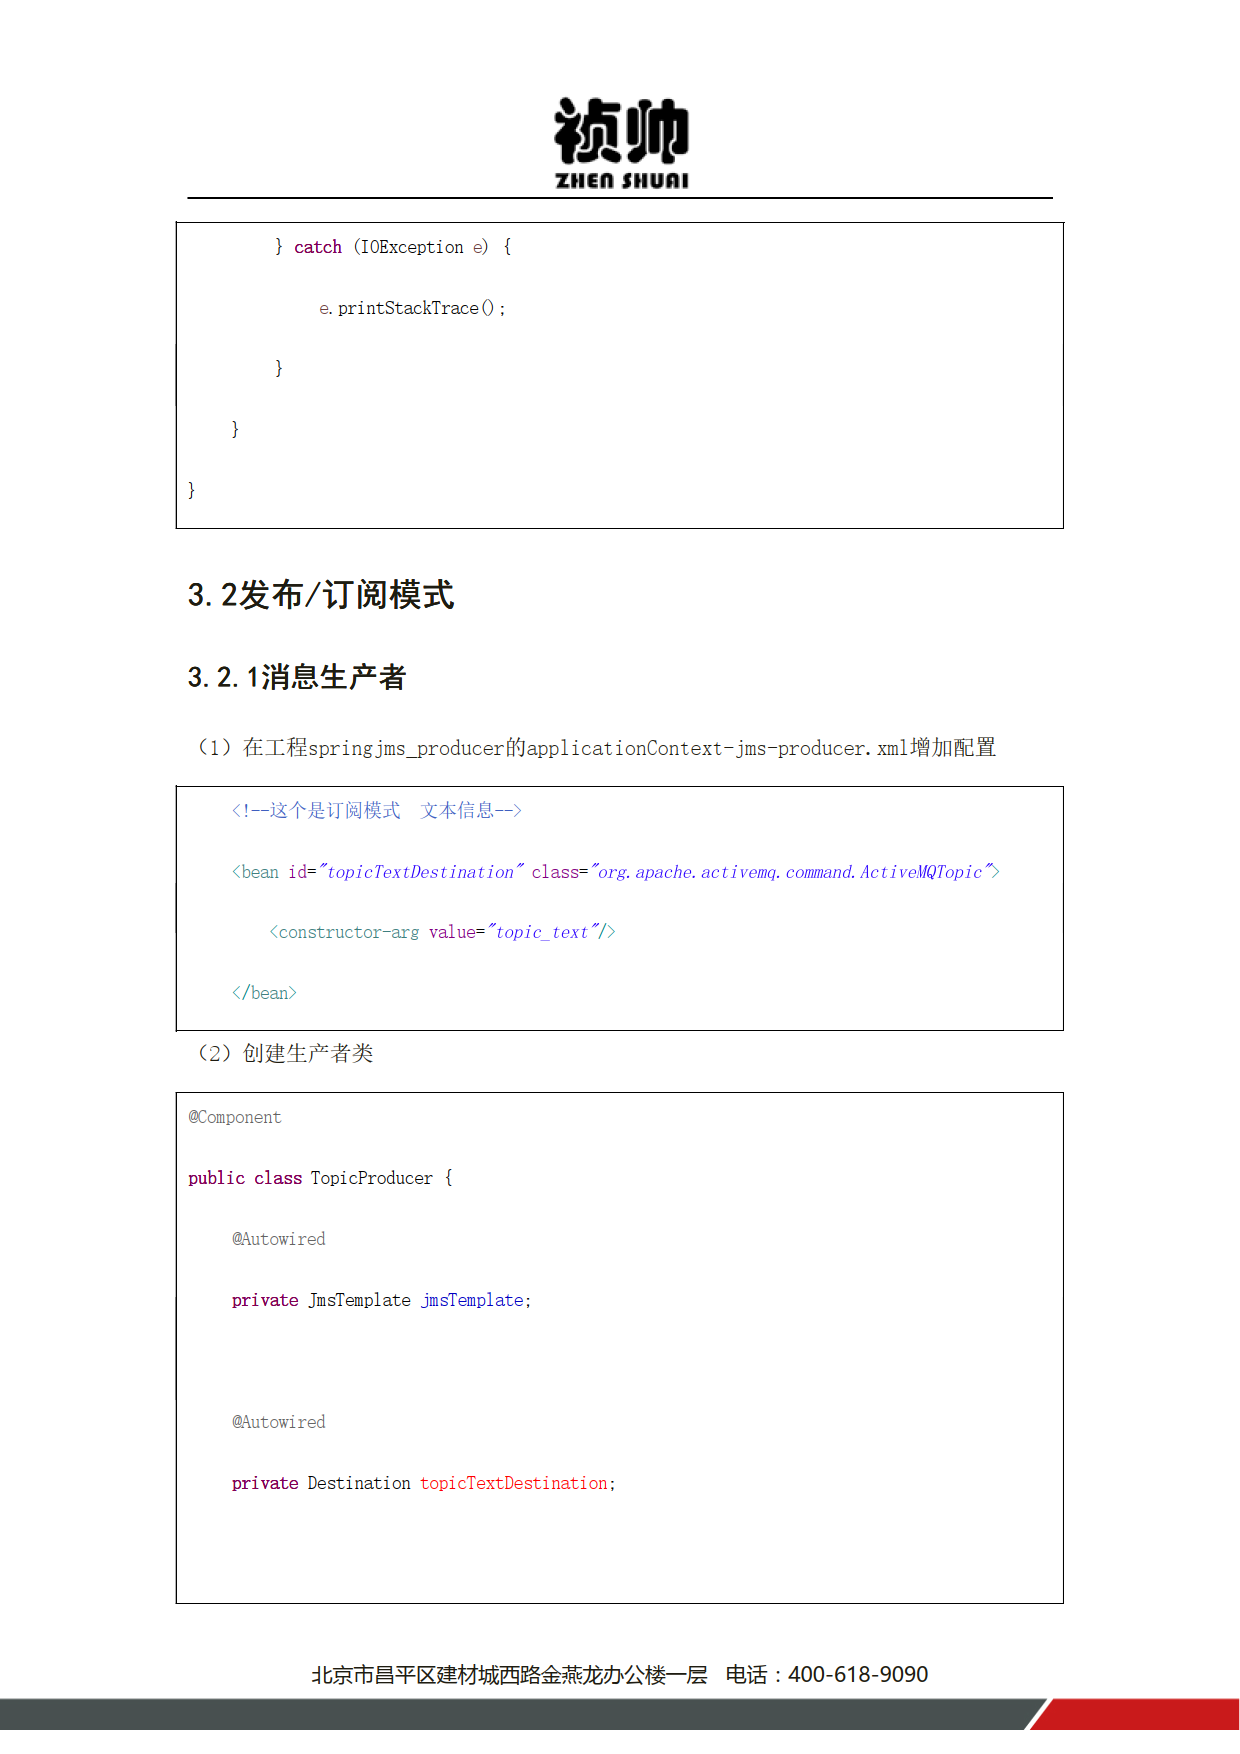 祯帅
ZHEN SHUAI
} catch (IOException e) {
e.printStackTrace();
}
}
}
3.2发布/订阅模式
3.2.1消息生产者
（1）在工程springjms_producer的applicationContext-jms-producer.xml增加配置
<!--这个是订阅模式  文本信息-->
<bean id="topicTextDestination" class="org.apache.activemq.command.ActiveMQTopic">
<constructor-arg value="topic_text"/>
</bean>
（2）创建生产者类
@Component
public class TopicProducer {
@Autowired
private JmsTemplate jmsTemplate;
@Autowired
private Destination topicTextDestination;
北京市昌平区建材城西路金燕龙办公楼一层  电话：400-618-9090